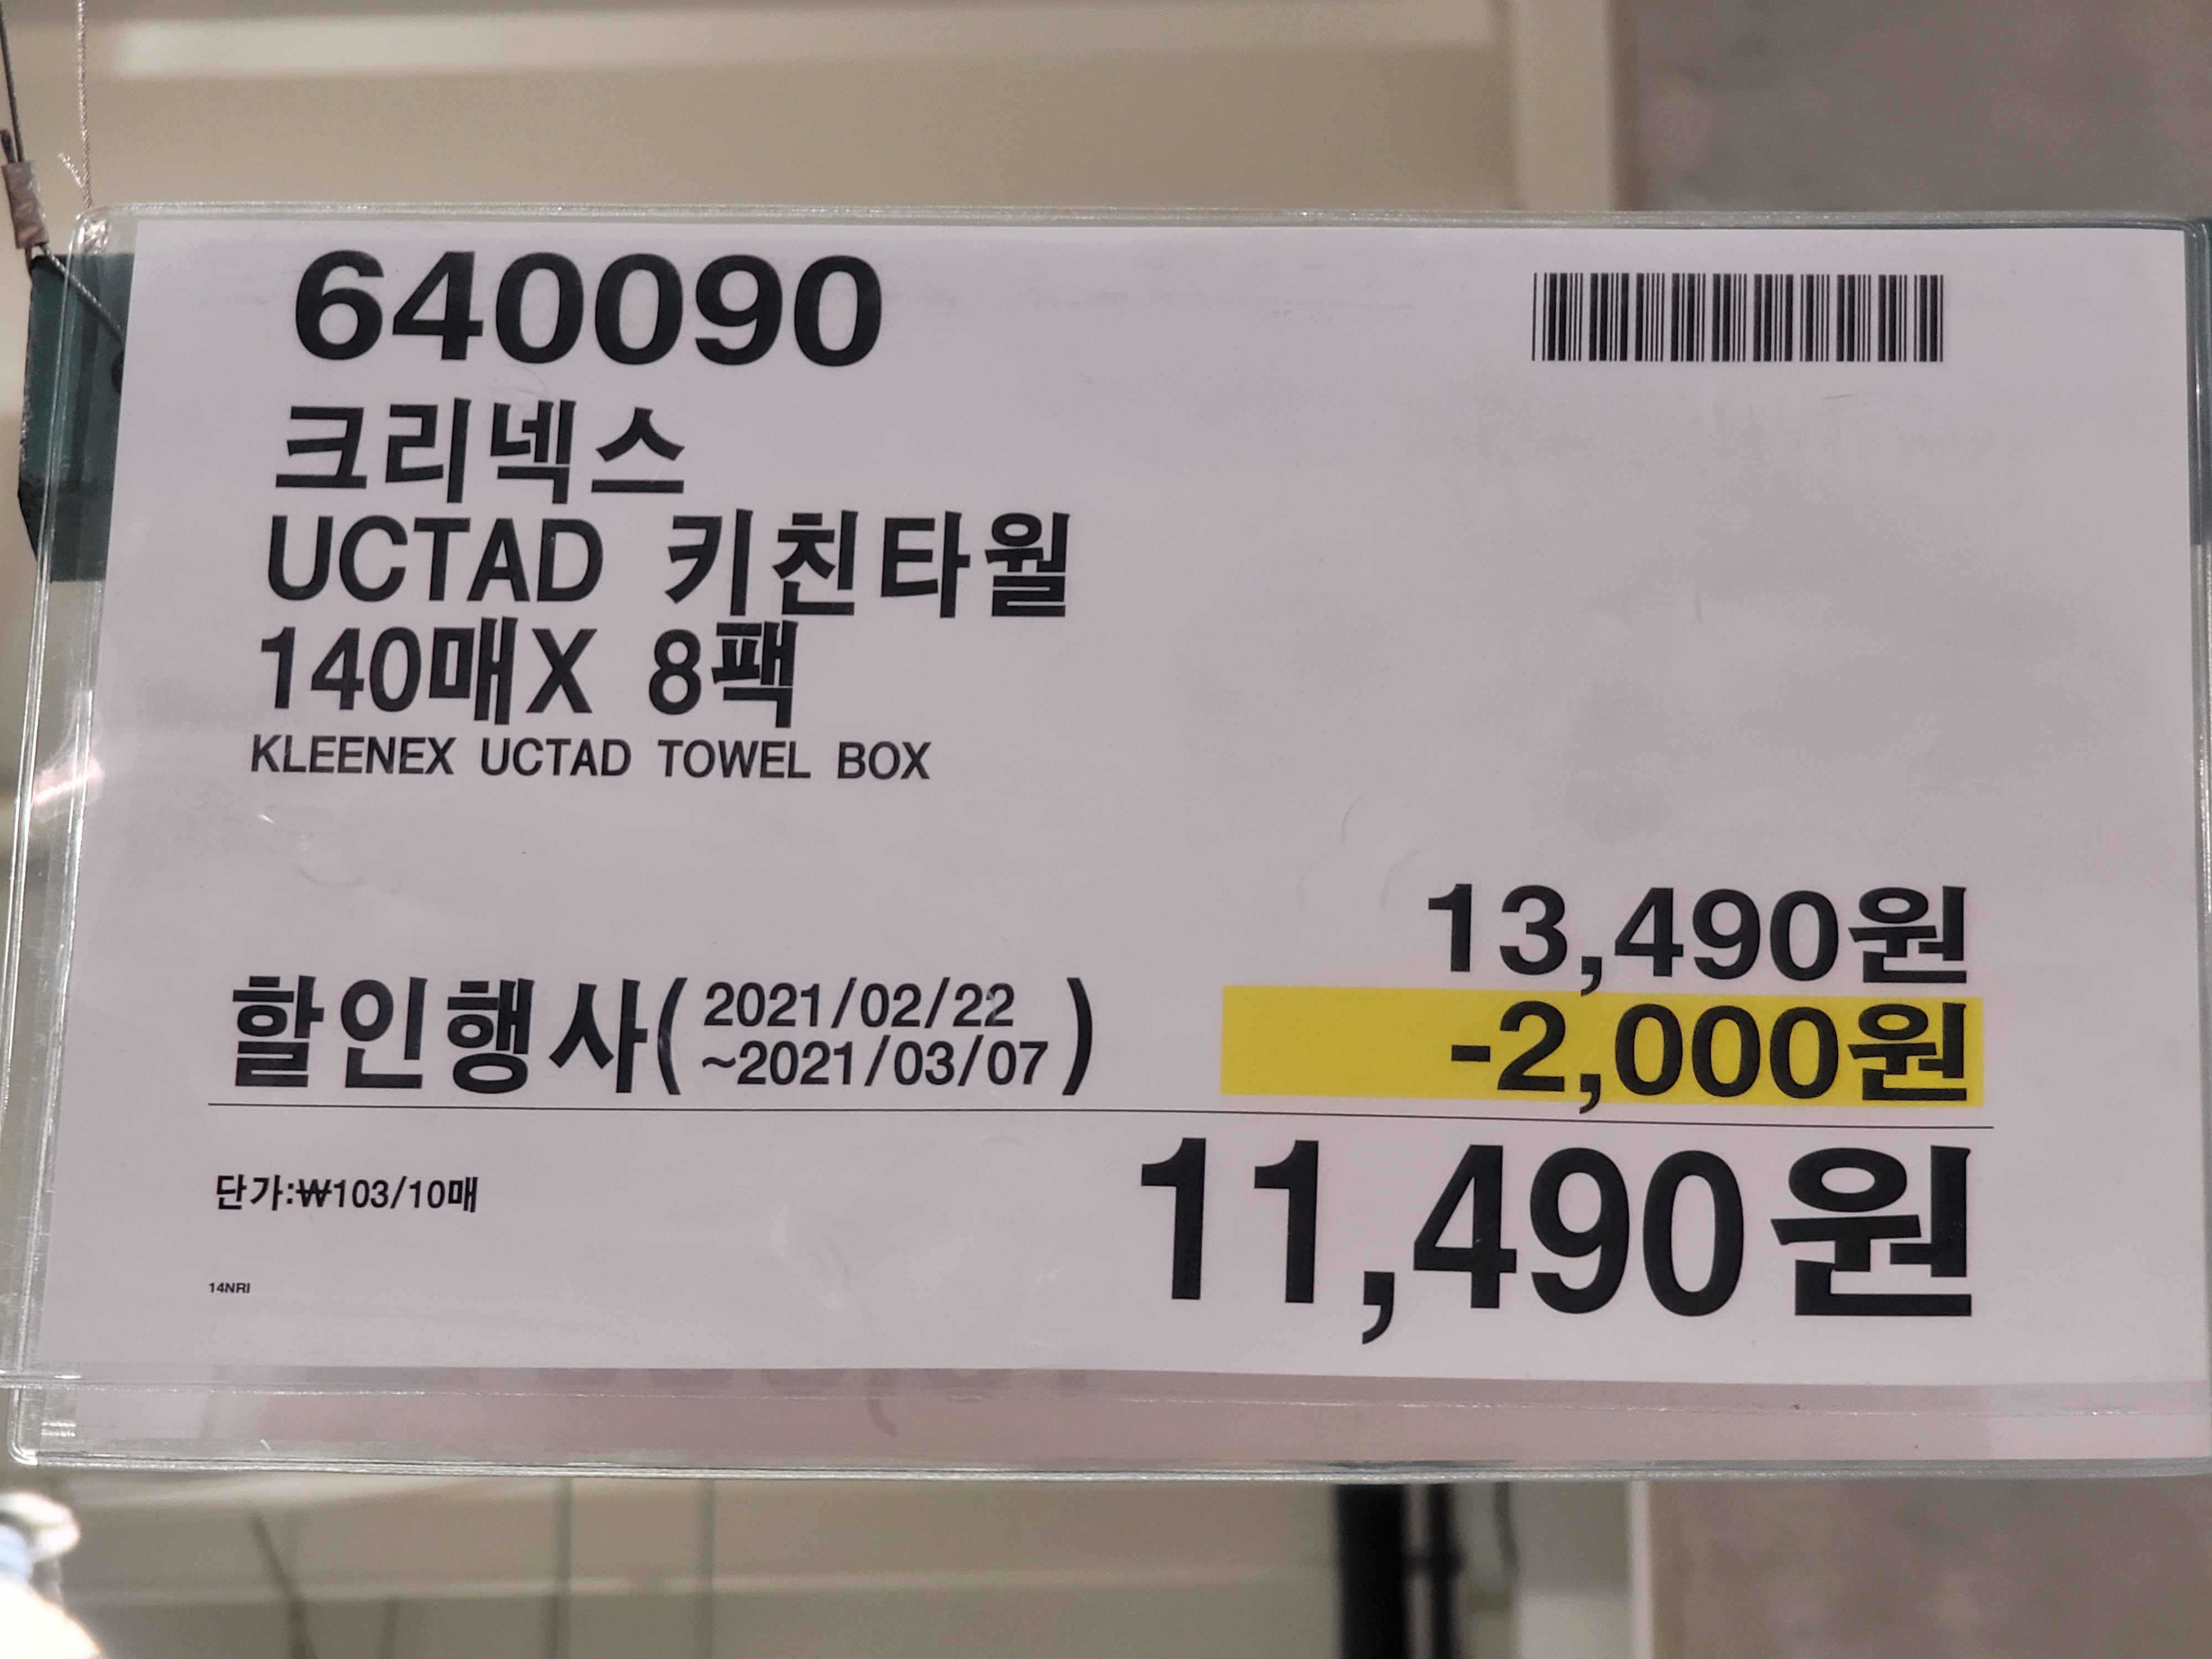 640090
크리넥스
UCTAD 키친타월
140매X 8팩
KLEENEX UCTAD TOWEL BOX
13,490원
할인행사( 2021/02/22
~2021/03/07 )
-2,000원
단가:₩103/10매
11,490원
14NRI